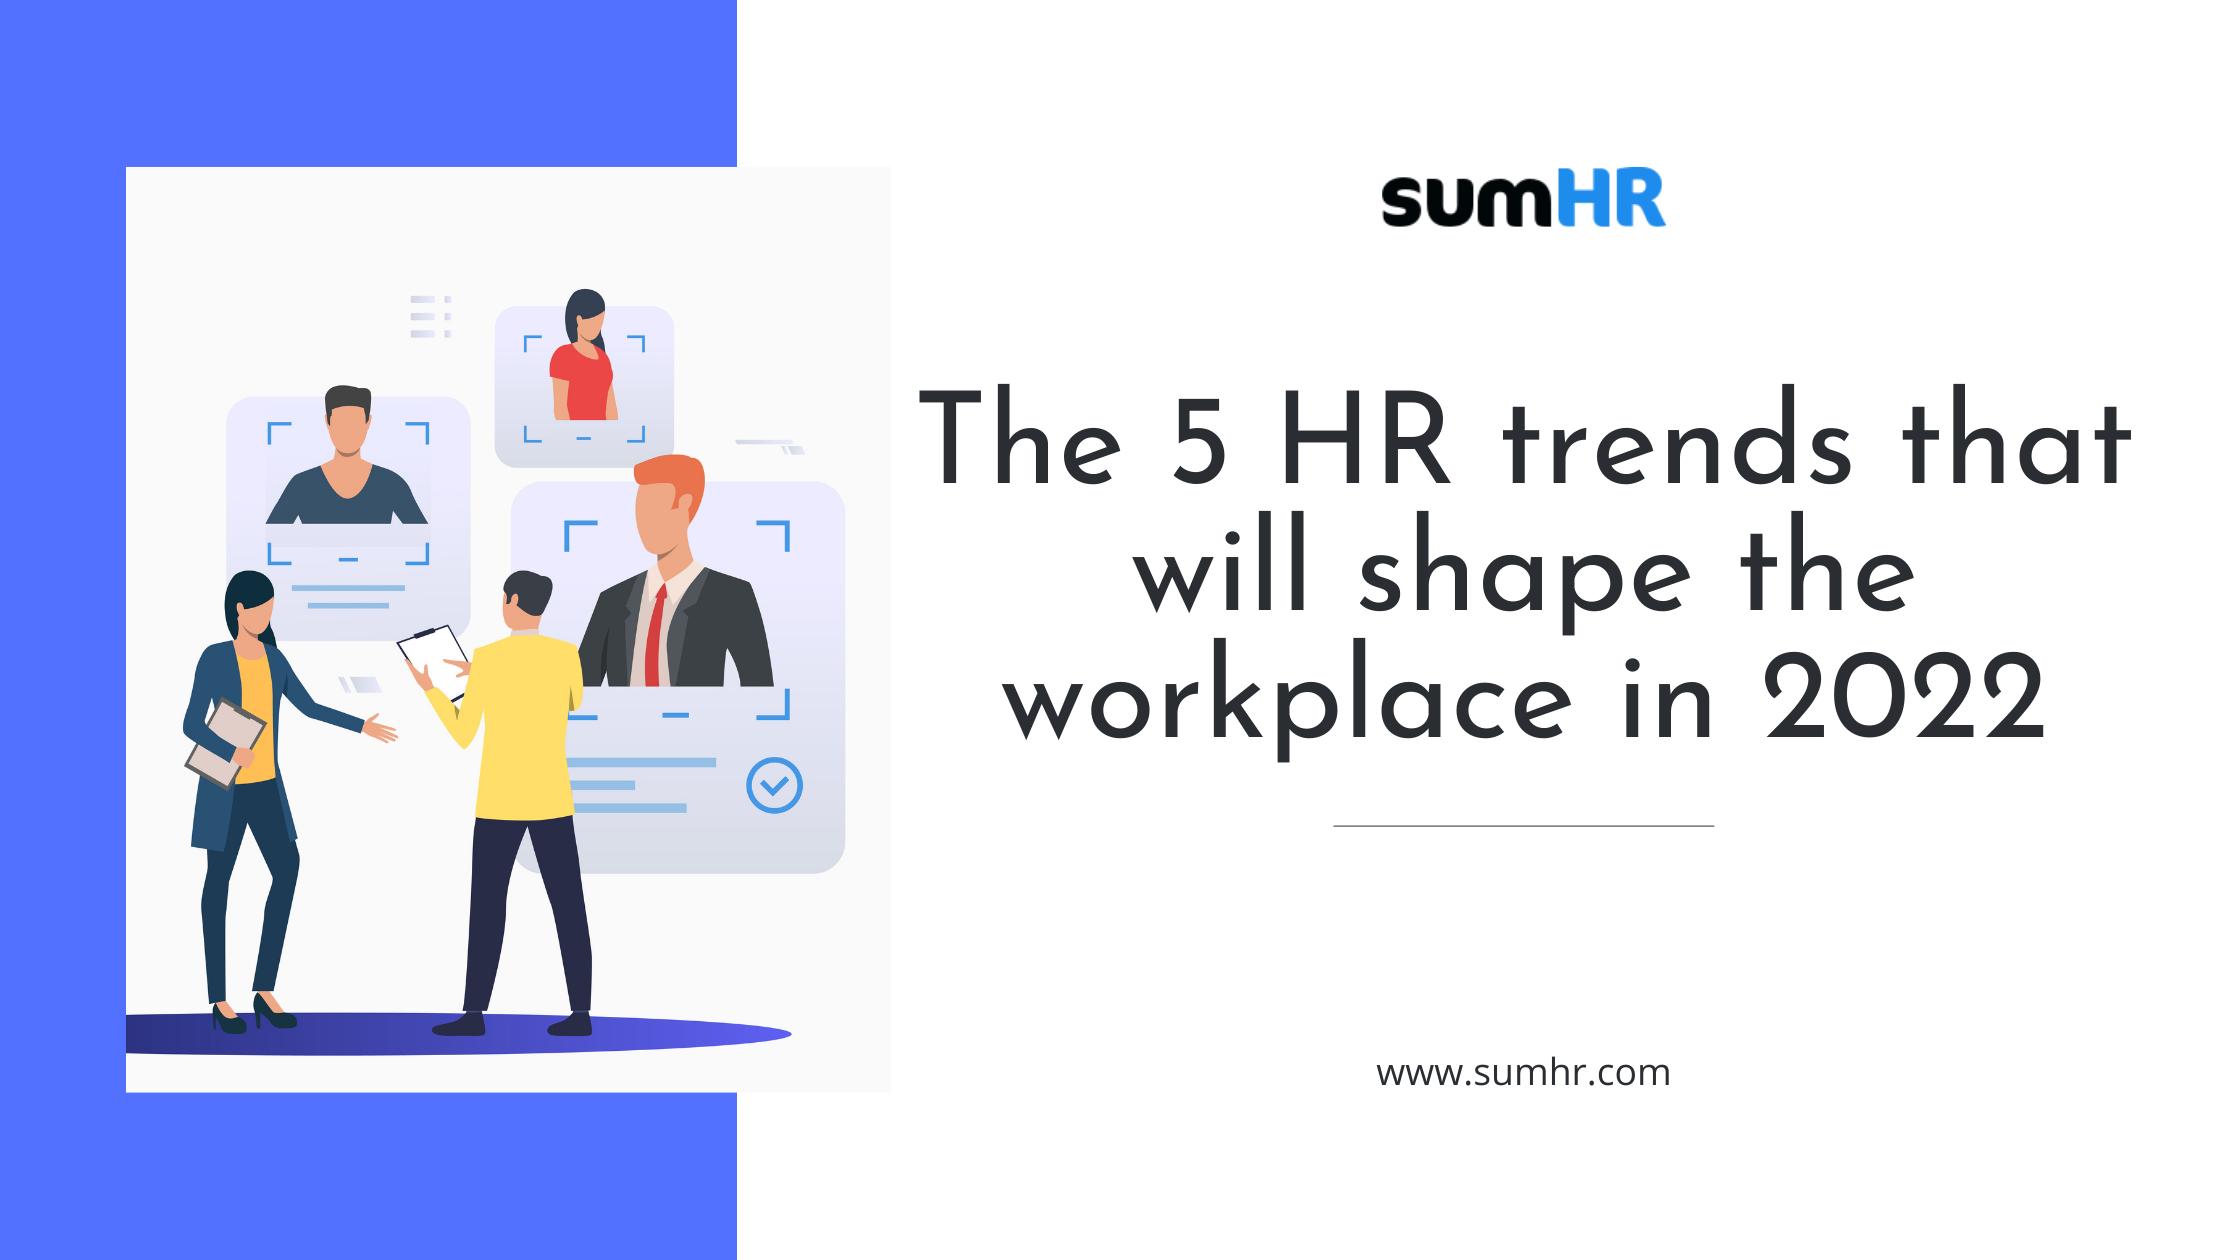 sumHR
The 5 HR trends that
will shape the
workplace in 2022
www.sumhr.com